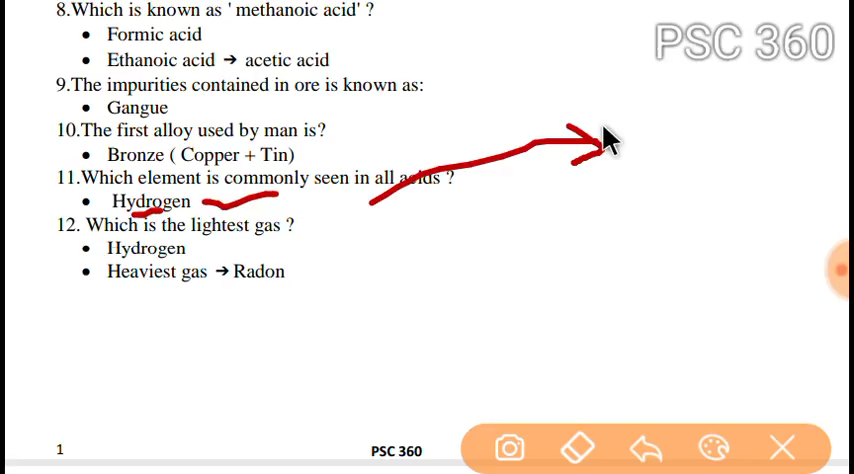 8.Which is known as ' methanoic acid' ?
PSC 360
• Formic acid
• Ethanoic acid ➔ acetic acid
9.The impurities contained in ore is known as:
• Gangue
10.The first alloy used by man is?
• Bronze ( Copper + Tin)
11.Which element is commonly seen in all acids ?
• Hydrogen
12. Which is the lightest gas ?
• Hydrogen
• Heaviest gas ➔ Radon
1
PSC 360